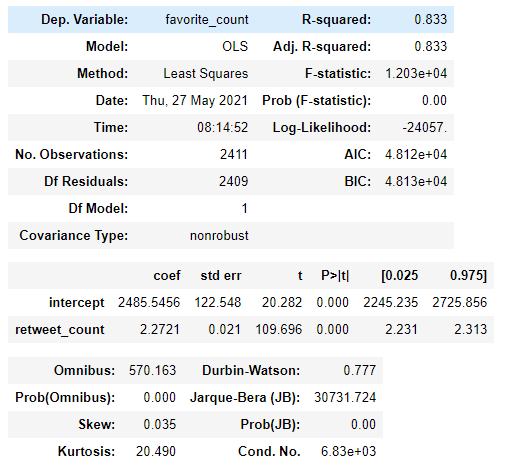 Dep. Variable: favorite_count R-squared: 0.833
Model: OLS Adj. R-squared: 0.833
Method: Least Squares F-statistic: 1.203e+04
Date: Thu, 27 May 2021 Prob (F-statistic): 0.00
Time: 08:14:52 Log-Likelihood: -24057.
No. Observations: 2411 AIC: 4.812e+04
Df Residuals: 2409 BIC: 4.813e+04
Df Model: 1
Covariance Type: nonrobust
coef std err t P>|t| [0.025 0.975]
intercept 2485.5456 122.548 20.282 0.000 2245.235 2725.856
retweet_count 2.2721 0.021 109.696 0.000 2.231 2.313
Omnibus: 570.163 Durbin-Watson: 0.777
Prob(Omnibus): 0.000 Jarque-Bera (JB): 30731.724
Skew: 0.035 Prob(JB): 0.00
Kurtosis: 20.490 Cond. No. 6.83e+03